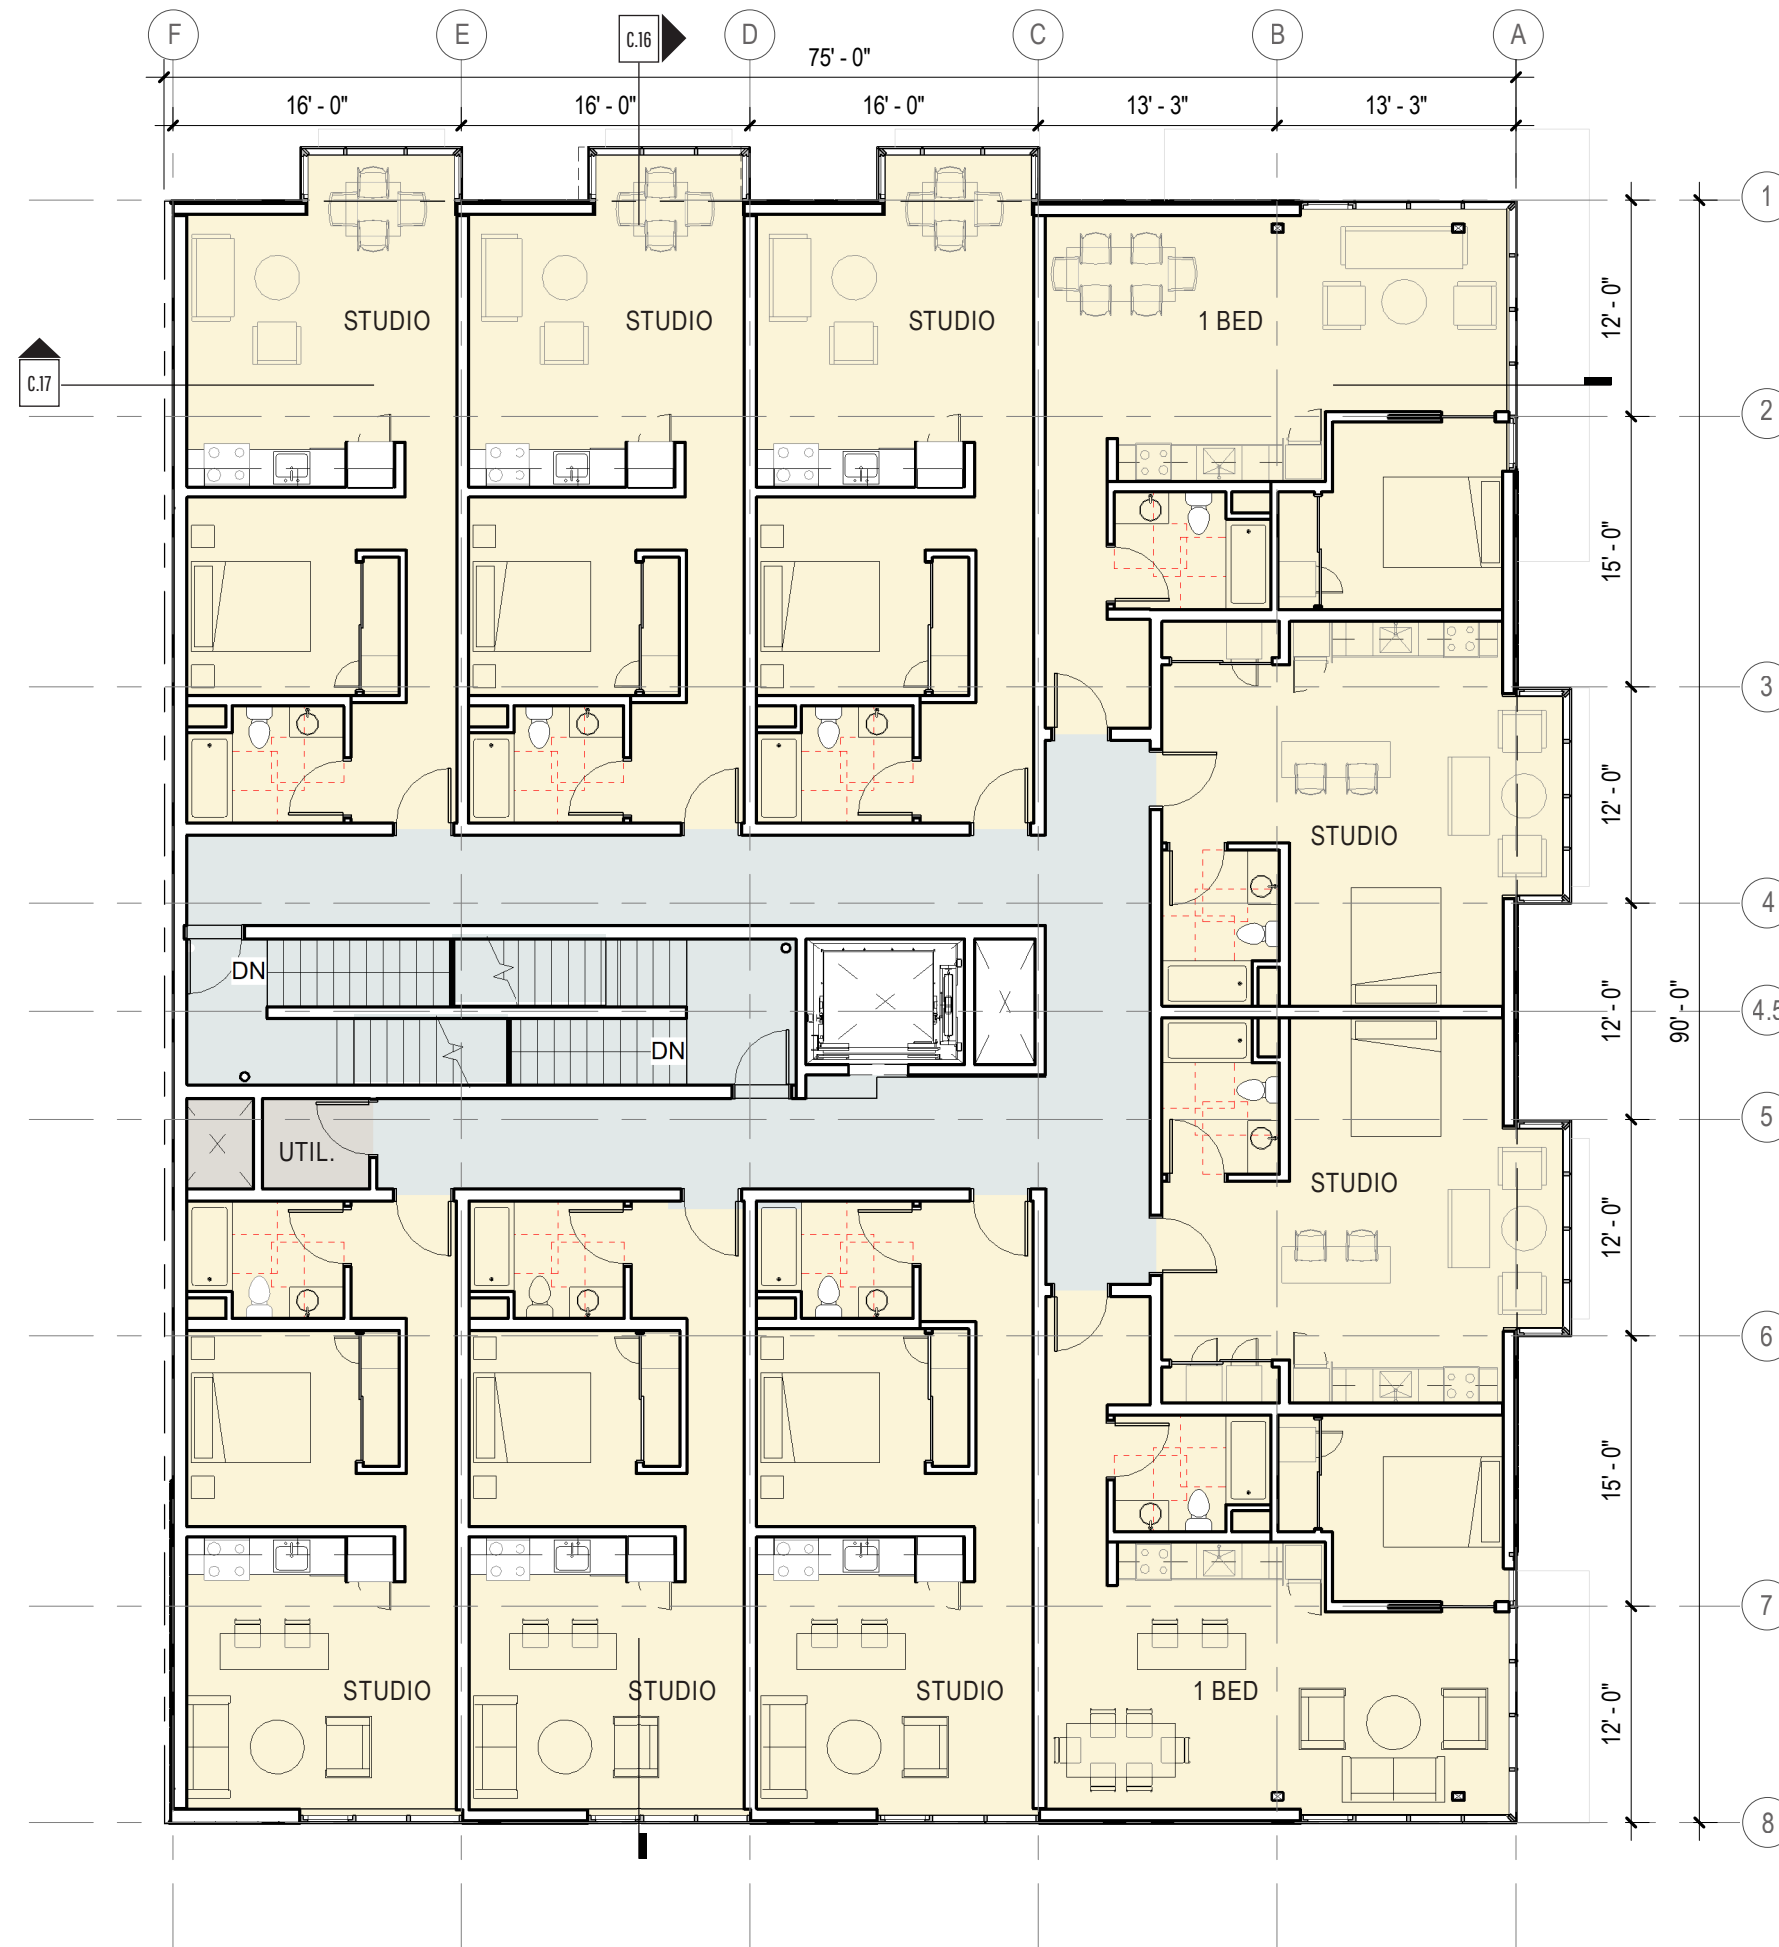 F E C.16 D C B A
75' - 0"
16' - 0" 16' - 0" 16' - 0" 13' - 3" 13' - 3"
1
STUDIO STUDIO STUDIO 1 BED 12' - 0"
C.17
2
15' - 0"
3
12' - 0"
STUDIO
4
DN
12' - 0" 90' - 0" 4.5
DN
5
UTIL.
STUDIO
12' - 0"
6
15' - 0"
7
STUDIO STUDIO STUDIO 1 BED 12' - 0"
8